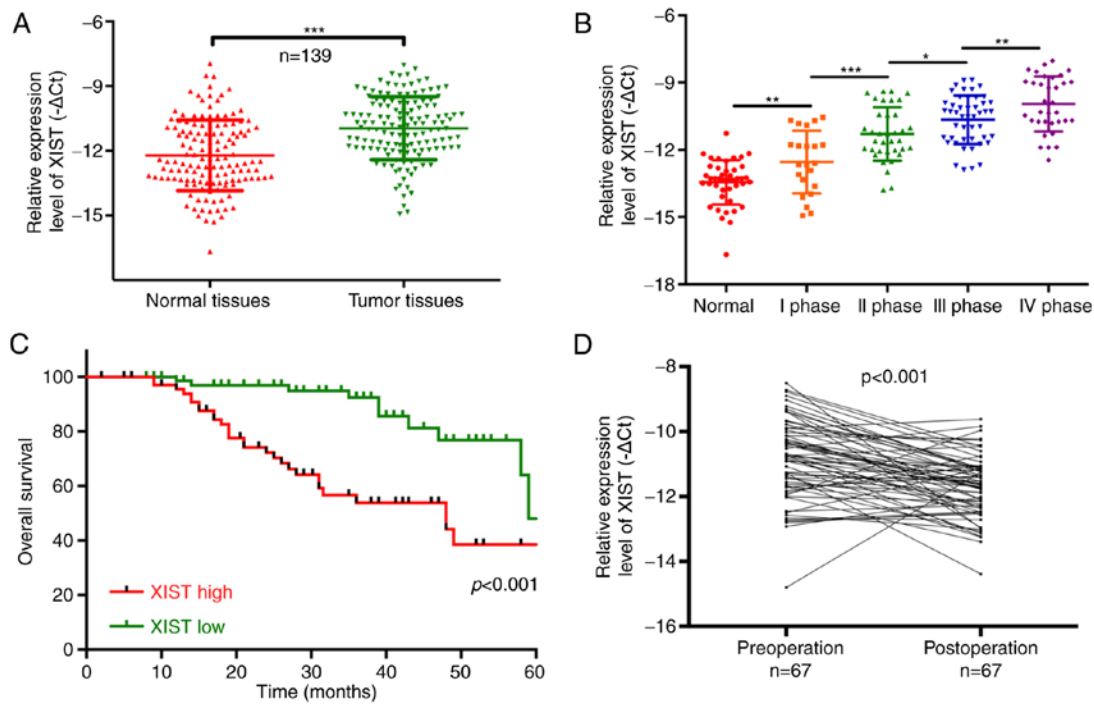 A
Relative expression
level of XIST (-ΔCt)
−6
−9
−12
−15
***
n=139
Normal tissues
Tumor tissues
B
Relative expression
level of XIST (-ΔCt)
−6
−9
−12
−15
−18
**
***
*
**
Normal
I phase
II phase
III phase
IV phase
C
Overall survival
100
80
60
40
20
0
XIST high
XIST low
p<0.001
0
10
20
30
40
50
60
Time (months)
D
Relative expression
level of XIST (-ΔCt)
−8
−10
−12
−14
−16
p<0.001
Preoperation
n=67
Postoperation
n=67